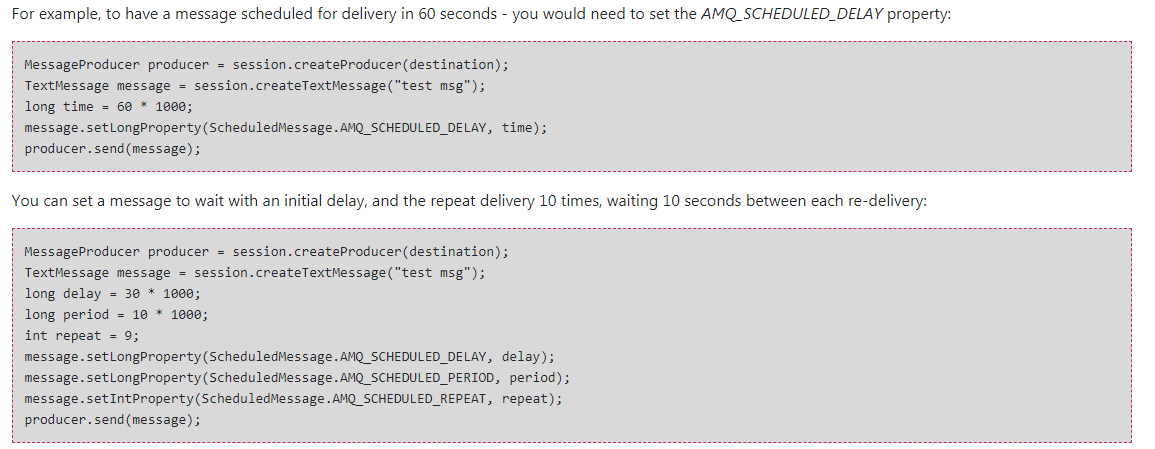 For example, to have a message scheduled for delivery in 60 seconds - you would need to set the AMQ_SCHEDULED_DELAY property:
MessageProducer producer = session.createProducer(destination);
TextMessage message = session.createTextMessage("test msg");
long time = 60 * 1000;
message.setLongProperty(ScheduledMessage.AMQ_SCHEDULED_DELAY, time);
producer.send(message);
You can set a message to wait with an initial delay, and the repeat delivery 10 times, waiting 10 seconds between each re-delivery:
MessageProducer producer = session.createProducer(destination);
TextMessage message = session.createTextMessage("test msg");
long delay = 30 * 1000;
long period = 10 * 1000;
int repeat = 9;
message.setLongProperty(ScheduledMessage.AMQ_SCHEDULED_DELAY, delay);
message.setLongProperty(ScheduledMessage.AMQ_SCHEDULED_PERIOD, period);
message.setIntProperty(ScheduledMessage.AMQ_SCHEDULED_REPEAT, repeat);
producer.send(message);